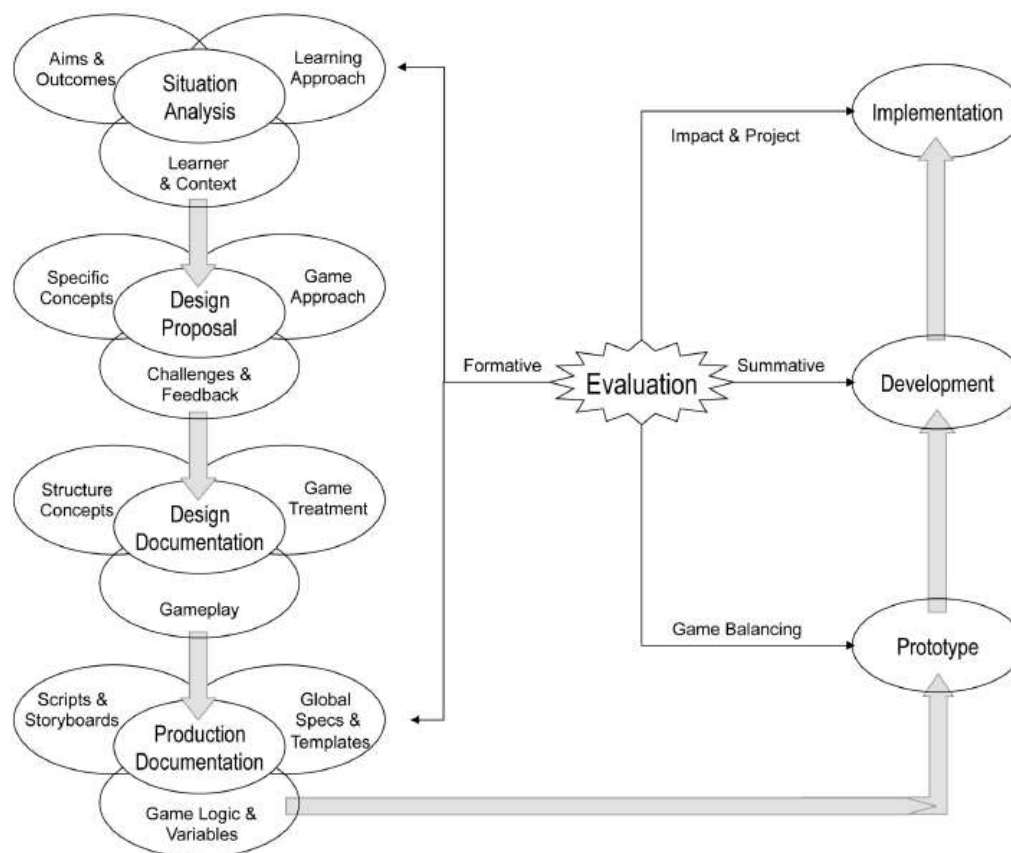 Aims &
Outcomes
Learning
Approach
Situation
Analysis
Learner
& Context
Specific
Concepts
Game
Approach
Design
Proposal
Challenges &
Feedback
Structure
Concepts
Game
Treatment
Design
Documentation
Gameplay
Scripts &
Storyboards
Global
Specs &
Templates
Production
Documentation
Game Logic &
Variables
Formative
Evaluation
Summative
Impact & Project
Game Balancing
Implementation
Development
Prototype